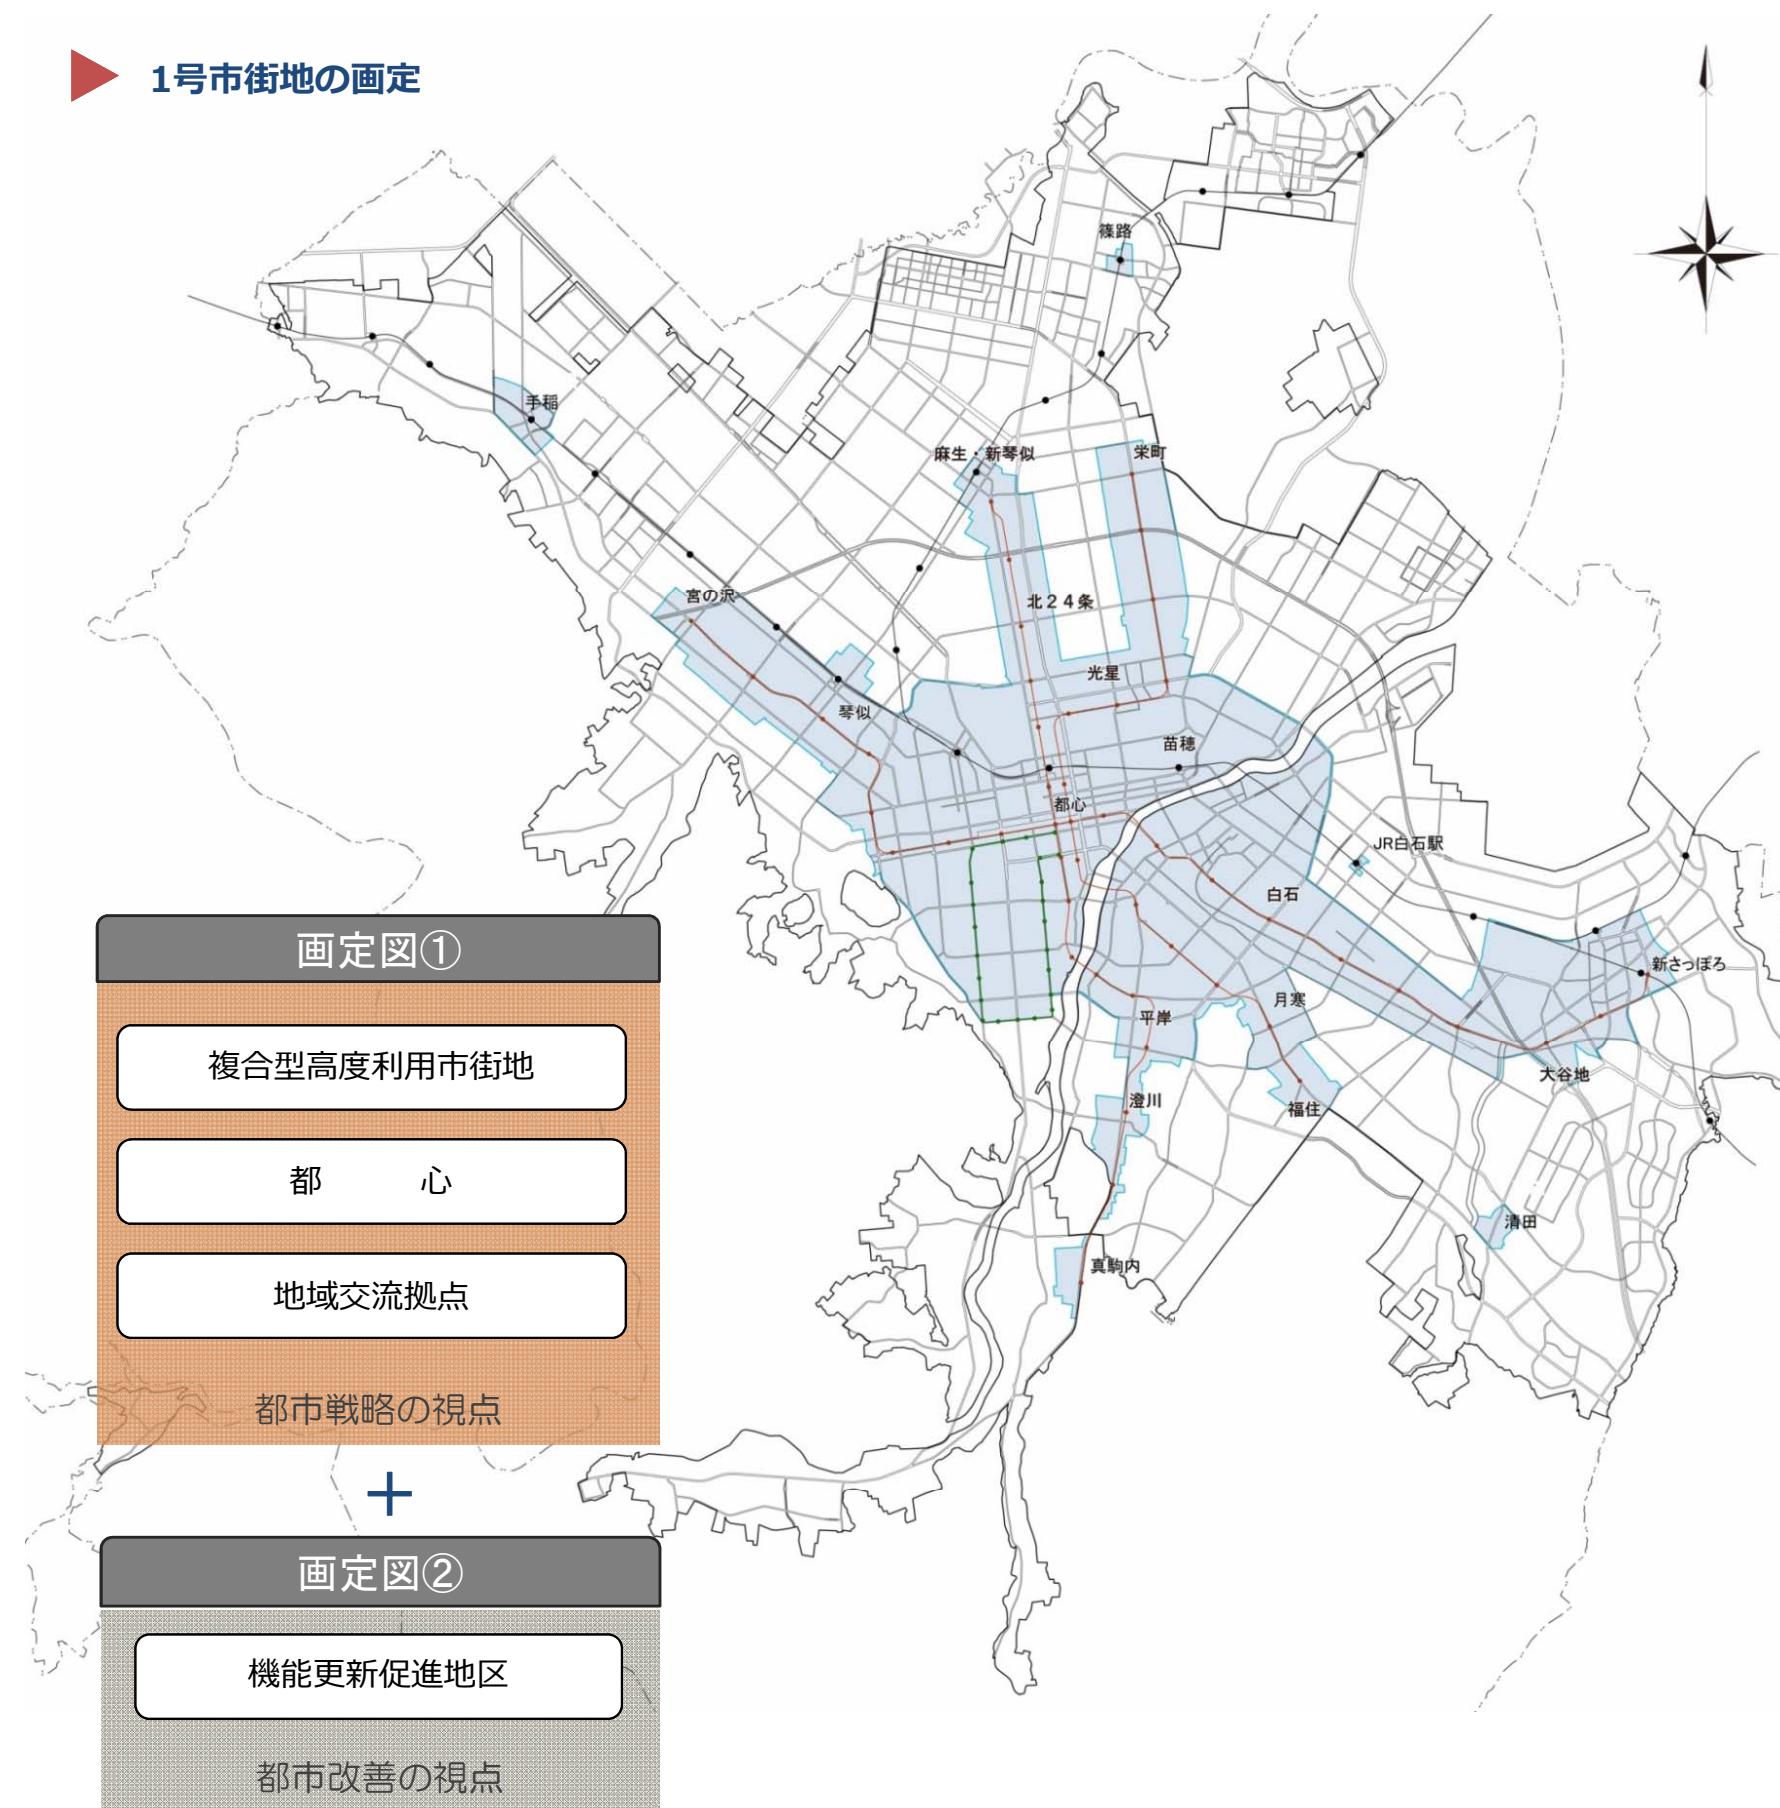 1号市街地の画定
篠路
手稲
麻生・新琴似
栄町
宮の沢
北24条
光星
琴似
苗穂
都心
JR白石駅
白石
新さっぽろ
月寒
平岸
大谷地
澄川
福住
清田
真駒内
画定図①
複合型高度利用市街地
都 心
地域交流拠点
都市戦略の視点
+
画定図②
機能更新促進地区
都市改善の視点